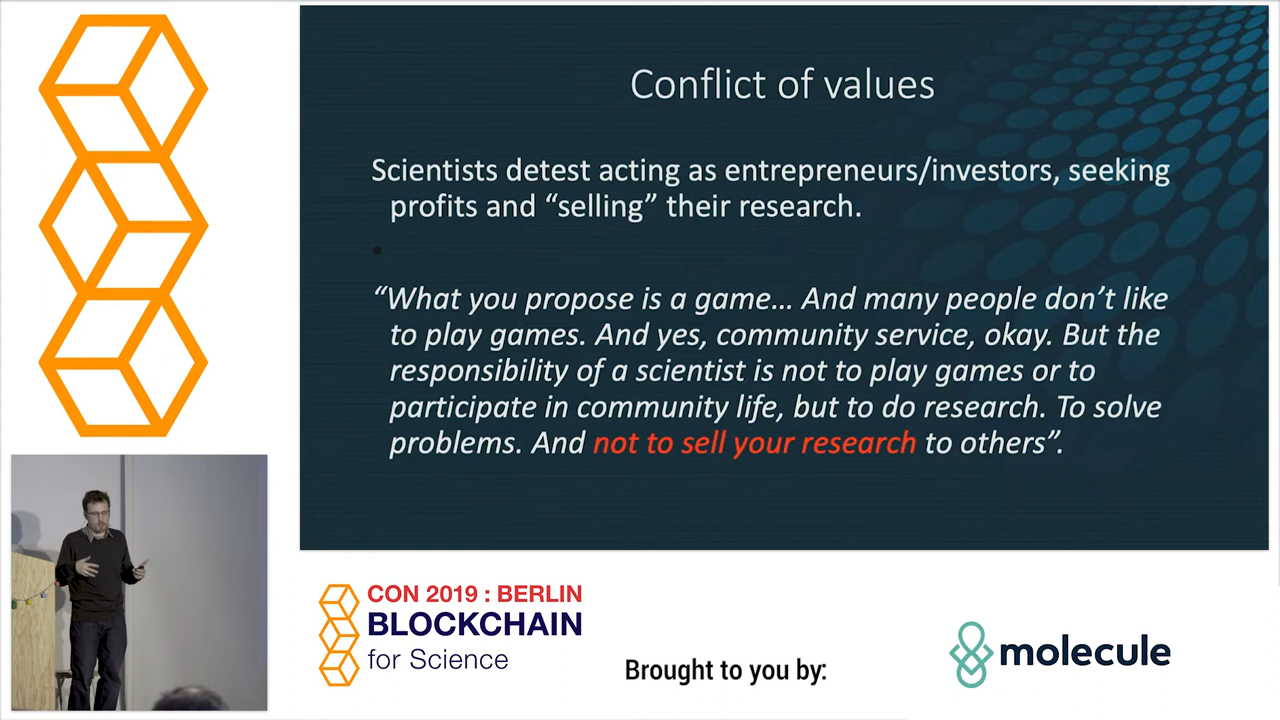 Conflict of values
Scientists detest acting as entrepreneurs/investors, seeking
profits and “selling” their research.
“What you propose is a game… And many people don’t like
to play games. And yes, community service, okay. But the
responsibility of a scientist is not to play games or to
participate in community life, but to do research. To solve
problems. And not to sell your research to others”.
CON 2019 : BERLIN
BLOCKCHAIN
for Science
Brought to you by:
molecule